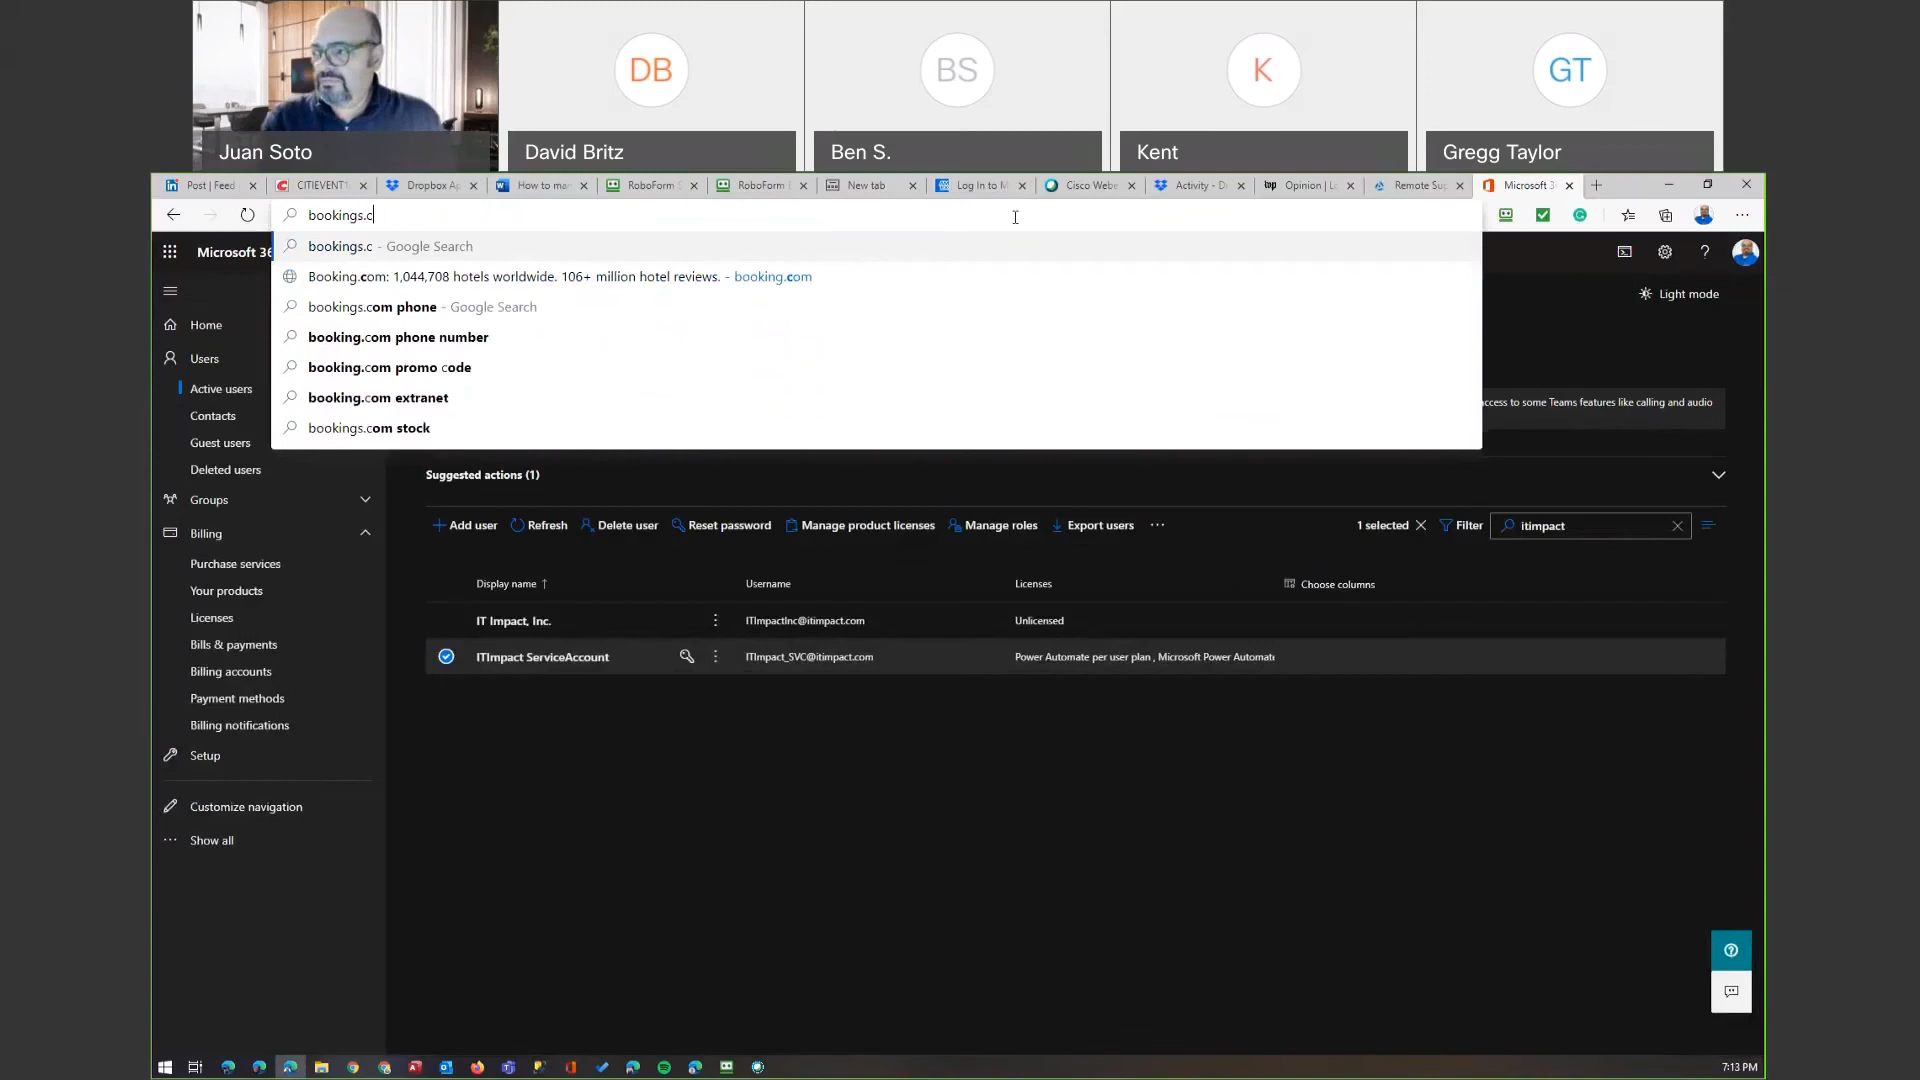 DB
BS
K
GT
Juan Soto
David Britz
Ben S.
Kent
Gregg Taylor
Post | Feed
CITIEVENT
Dropbox Ap
How to man
RoboForm S
RoboForm
New tab
Log In to M
Cisco Webe
Activity - D
Opinion | L
Remote Sup
Microsoft 3
bookings.c
bookings.c - Google Search
Booking.com: 1,044,708 hotels worldwide. 106+ million hotel reviews. - booking.com
bookings.com phone - Google Search
booking.com phone number
booking.com promo code
booking.com extranet
bookings.com stock
Microsoft 36
Light mode
Home
Users
Active users
ccess to some Teams features like calling and audio
Contacts
Guest users
Deleted users
Groups
Billing
Purchase services
Your products
Licenses
Bills & payments
Billing accounts
Payment methods
Billing notifications
Setup
Customize navigation
Show all
Suggested actions (1)
Add user
Refresh
Delete user
Reset password
Manage product licenses
Manage roles
Export users
1 selected
Filter
itimpact
Display name ↑
Username
Licenses
Choose columns
IT Impact, Inc.
ITImpactInc@itimpact.com
Unlicensed
ITImpact ServiceAccount
ITImpact_SVC@itimpact.com
Power Automate per user plan , Microsoft Power Automate
7:13 PM